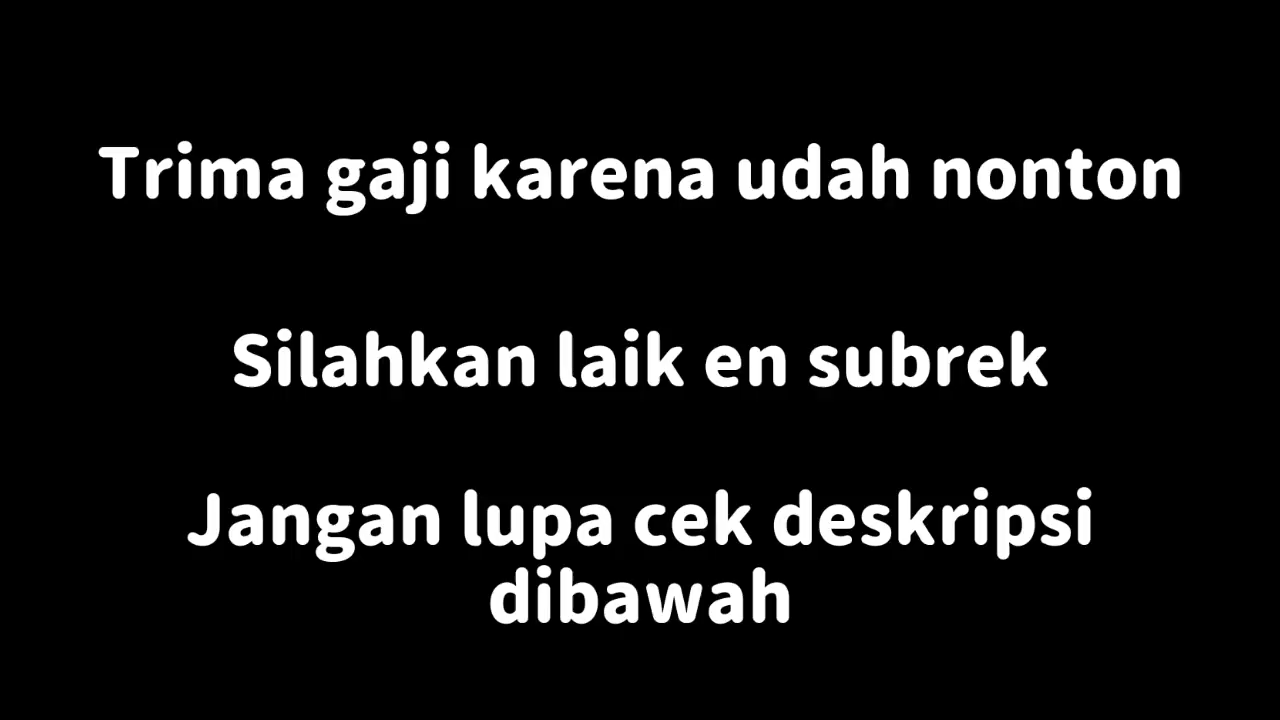 Trima gaji karena udah nonton
Silahkan laik en subrek
Jangan lupa cek deskripsi
dibawah